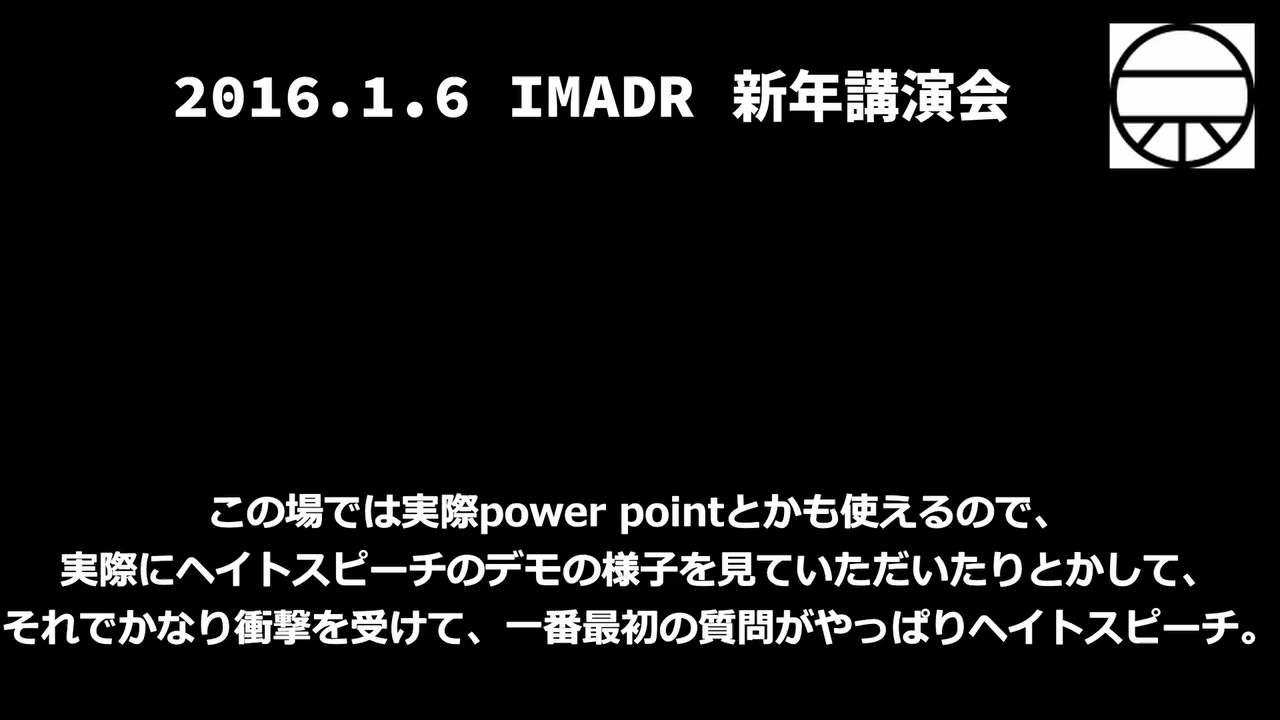 2016.1.6 IMADR 新年講演会
この場では実際power pointとかも使えるので、
実際にヘイトスピーチのデモの様子を見ていただいたりとかして、
それでかなり衝撃を受けて、一番最初の質問がやっぱりヘイトスピーチ。